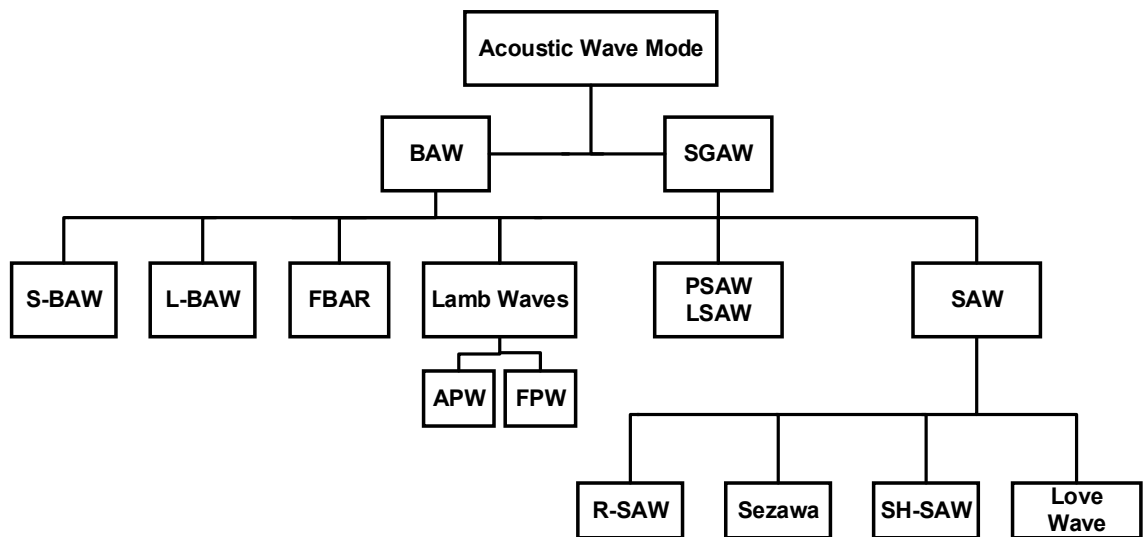 Acoustic Wave Mode
BAW
SGAW
S-BAW
L-BAW
FBAR
Lamb Waves
PSAW
LSAW
SAW
APW
FPW
R-SAW
Sezawa
SH-SAW
Love
Wave